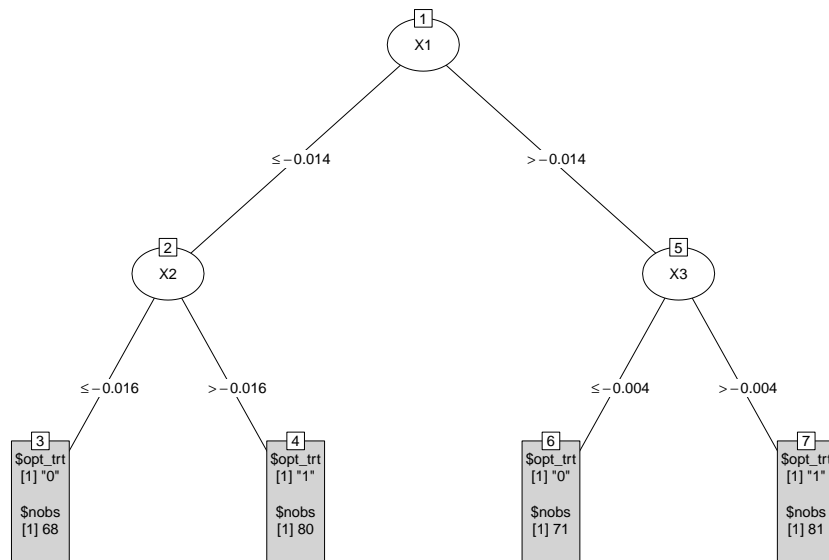 1
X1
≤−0.014
>−0.014
2
X2
5
X3
≤−0.016
>−0.016
≤−0.004
>−0.004
3
$opt_trt
[1] "0"
$nobs
[1] 68
4
$opt_trt
[1] "1"
$nobs
[1] 80
6
$opt_trt
[1] "0"
$nobs
[1] 71
7
$opt_trt
[1] "1"
$nobs
[1] 81